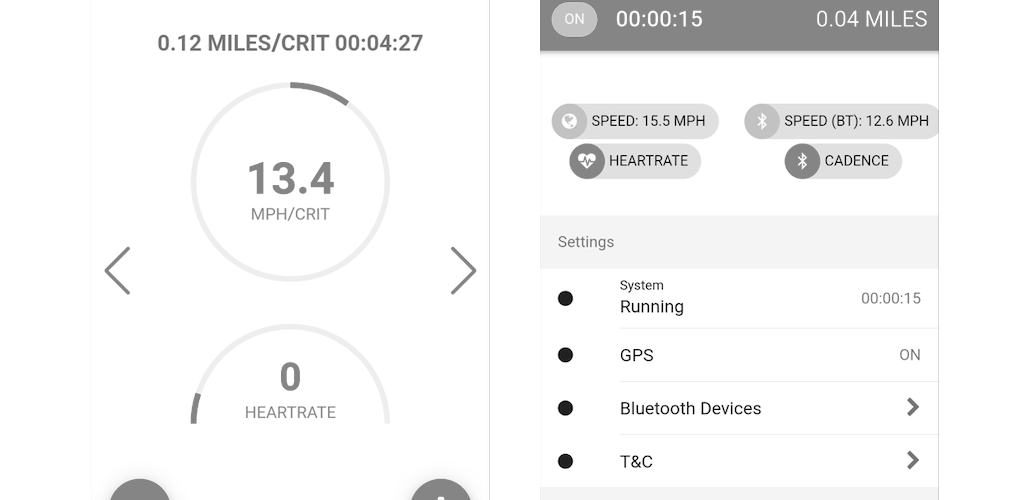 0.12 MILES/CRIT 00:04:27
13.4
MPH/CRIT
0
HEARTRATE
ON 00:00:15 0.04 MILES
SPEED: 15.5 MPH SPEED (BT): 12.6 MPH
HEARTRATE CADENCE
Settings
System
Running 00:00:15
GPS ON
Bluetooth Devices
T&C